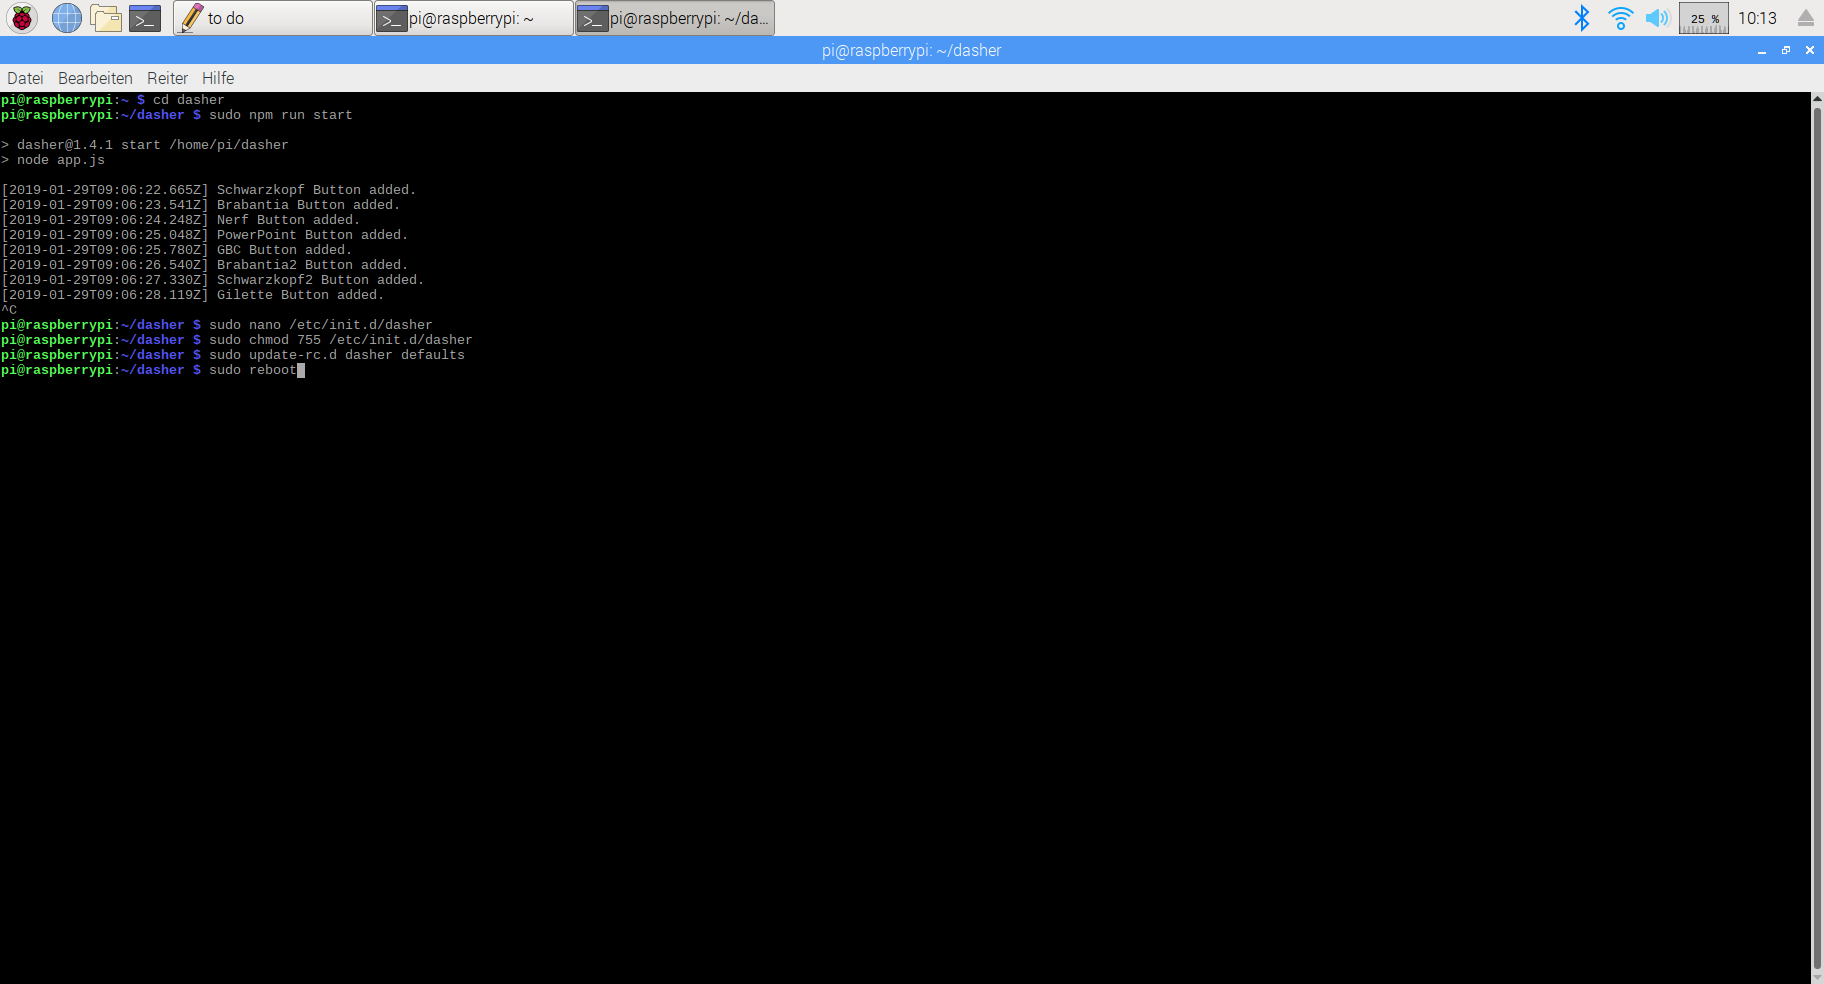 to do
pi@raspberrypi: ~
pi@raspberrypi: ~/da...
25 %
10:13
pi@raspberrypi: ~/dasher
Datei Bearbeiten Reiter Hilfe
pi@raspberrypi:~ $ cd dasher
pi@raspberrypi:~/dasher $ sudo npm run start
> dasher@1.4.1 start /home/pi/dasher
> node app.js
[2019-01-29T09:06:22.665Z] Schwarzkopf Button added.
[2019-01-29T09:06:23.541Z] Brabantia Button added.
[2019-01-29T09:06:24.248Z] Nerf Button added.
[2019-01-29T09:06:25.048Z] PowerPoint Button added.
[2019-01-29T09:06:25.780Z] GBC Button added.
[2019-01-29T09:06:26.540Z] Brabantia2 Button added.
[2019-01-29T09:06:27.330Z] Schwarzkopf2 Button added.
[2019-01-29T09:06:28.119Z] Gilette Button added.
^C
pi@raspberrypi:~/dasher $ sudo nano /etc/init.d/dasher
pi@raspberrypi:~/dasher $ sudo chmod 755 /etc/init.d/dasher
pi@raspberrypi:~/dasher $ sudo update-rc.d dasher defaults
pi@raspberrypi:~/dasher $ sudo reboot